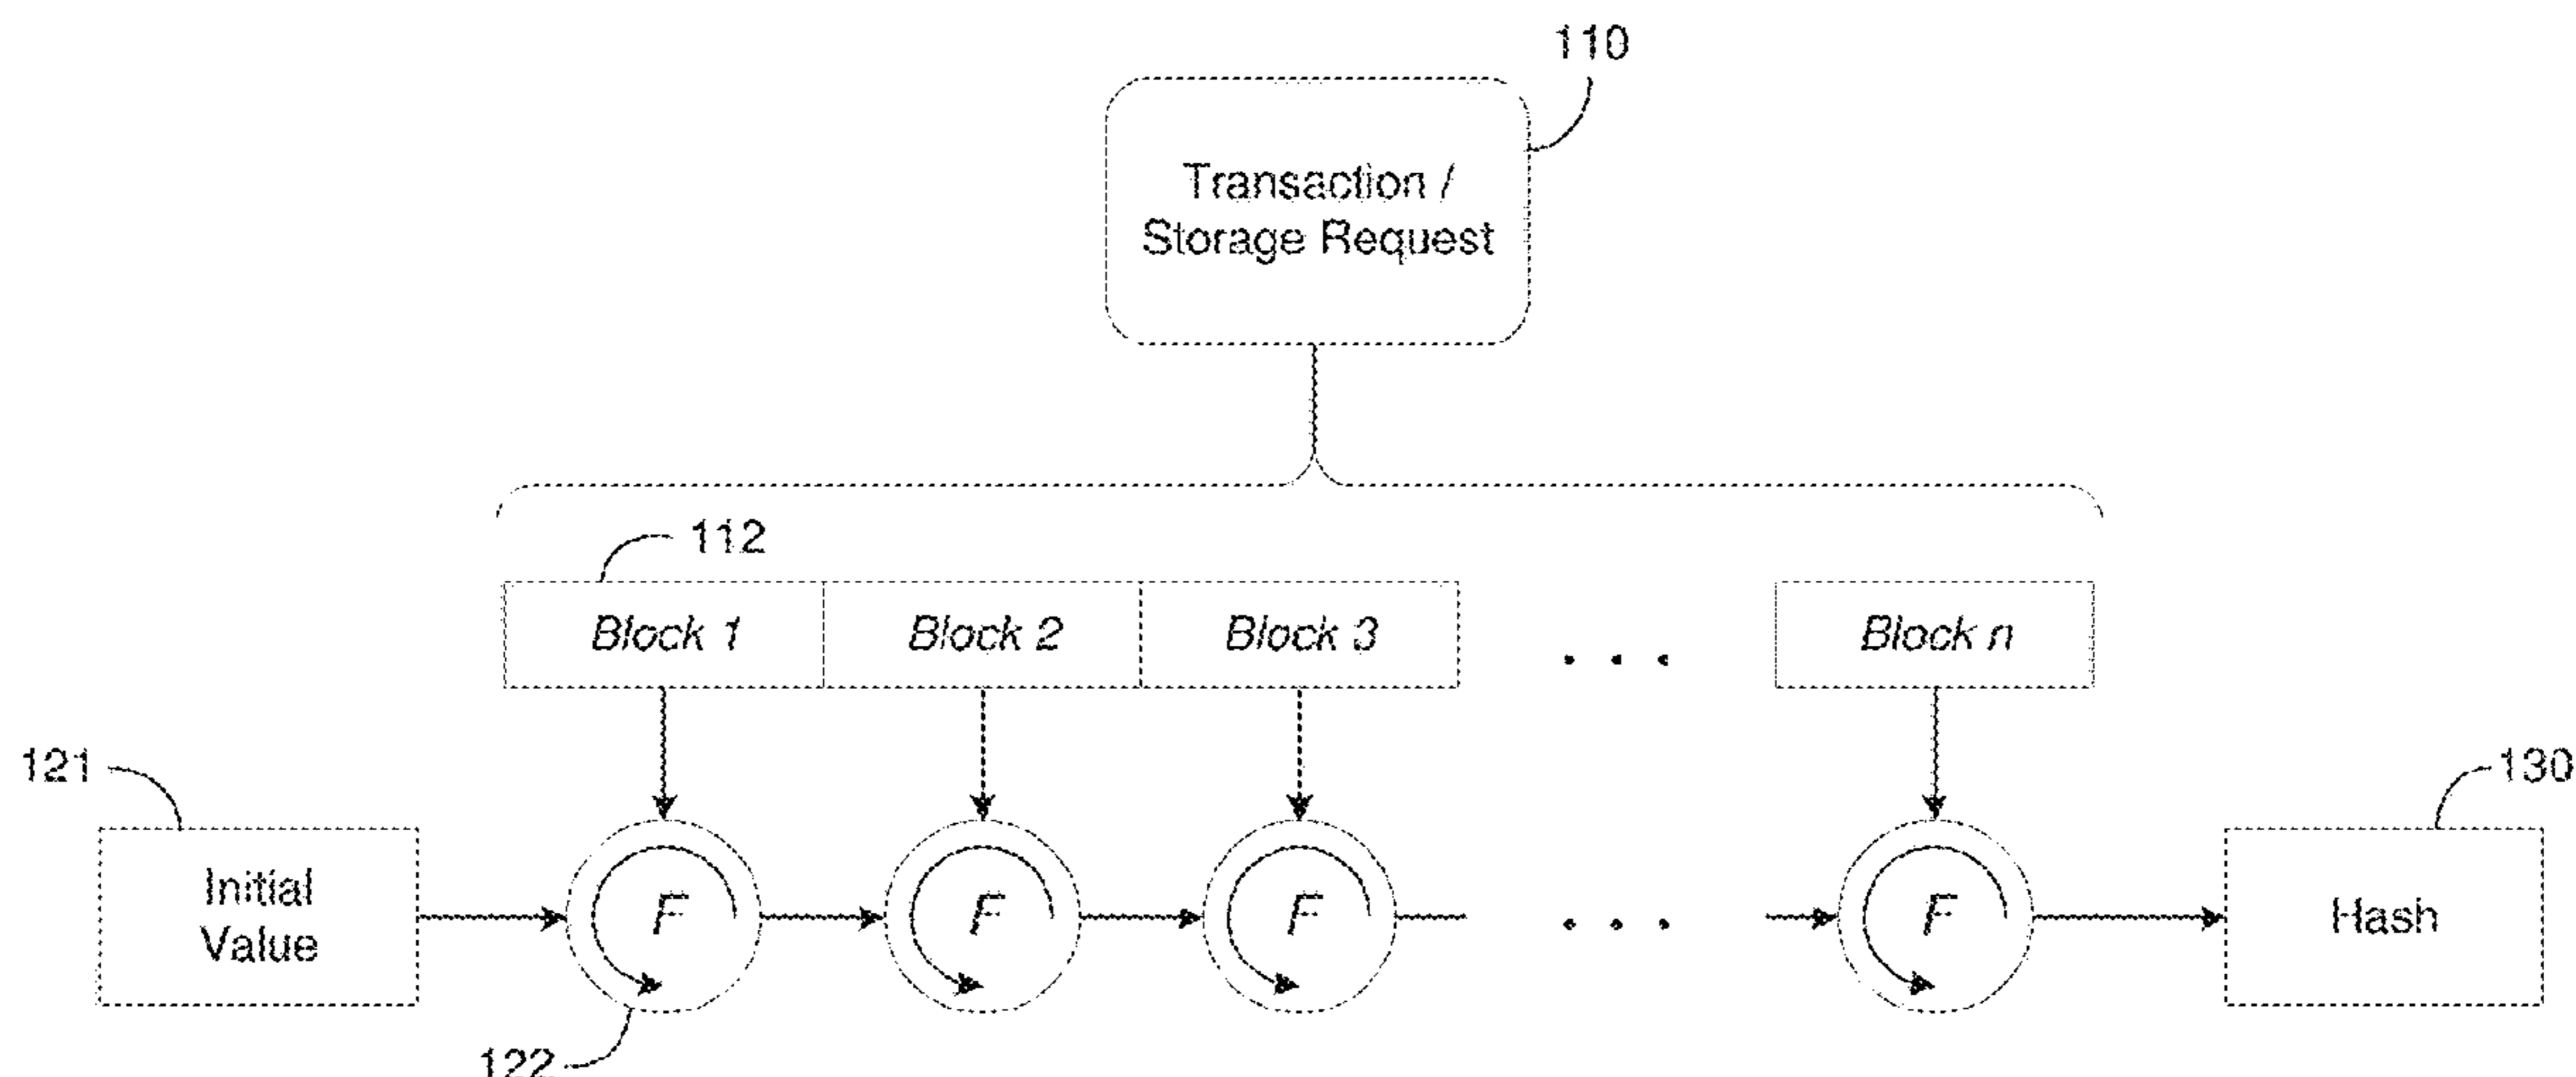 110
Transaction /
Storage Request
112
Block 1
Block 2
Block 3
. . .
Block n
121
130
Initial
Value
F
F
F
. . .
F
Hash
122